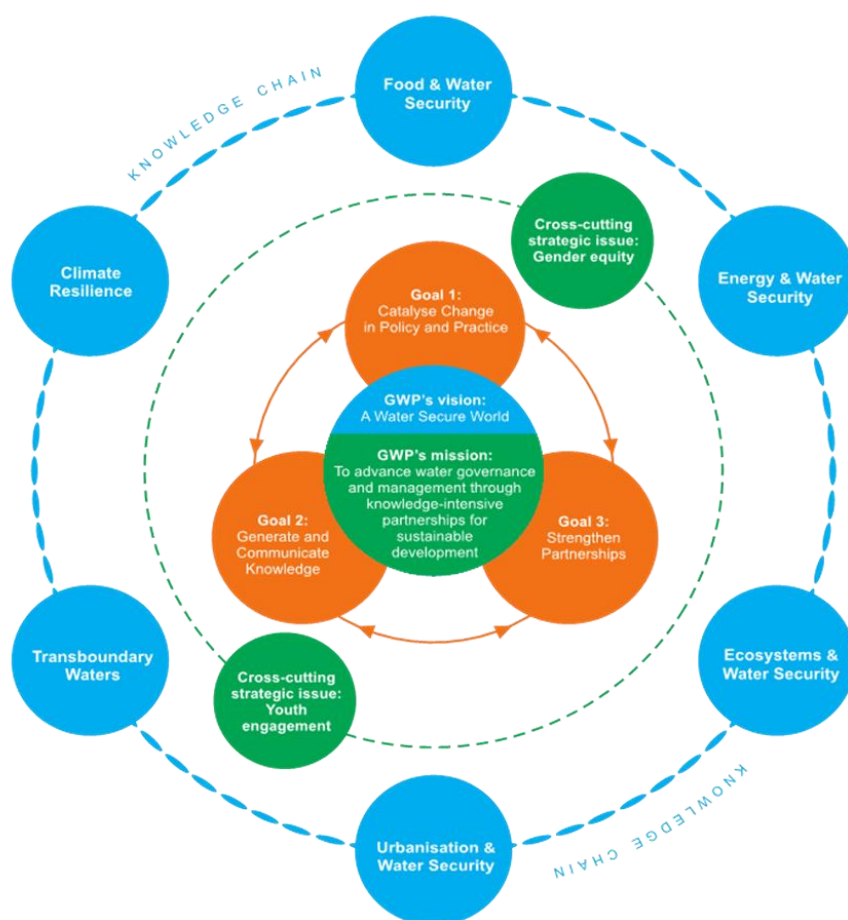 KNOWLEDGE CHAIN
Food & Water
Security
Cross-cutting
strategic issue:
Gender equity
Climate
Resilience
Energy & Water
Security
Goal 1:
Catalyse Change
in Policy and Practice
GWP's vision:
A Water Secure World
GWP's mission:
To advance water governance
and management through
knowledge-intensive
partnerships for
sustainable
development
Goal 2:
Generate and
Communicate
Knowledge
Goal 3:
Strengthen
Partnerships
Transboundary
Waters
Cross-cutting
strategic issue:
Youth
engagement
Ecosystems &
Water Security
Urbanisation &
Water Security
KNOWLEDGE CHAIN